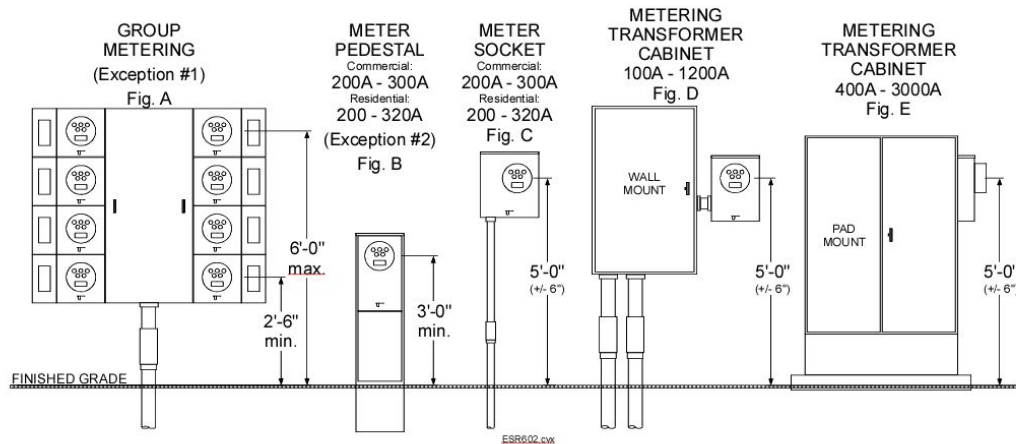 GROUP
METERING
(Exception #1)
Fig. A
METER
PEDESTAL
Commercial:
200A - 300A
Residential:
200 - 320A
(Exception #2)
Fig. B
METER
SOCKET
Commercial:
200A - 300A
Residential:
200 - 320A
Fig. C
METERING
TRANSFORMER
CABINET
100A - 1200A
Fig. D
METERING
TRANSFORMER
CABINET
400A - 3000A
Fig. E
6'-0"
max.
2'-6"
min.
3'-0"
min.
5'-0"
(+/- 6")
WALL
MOUNT
5'-0"
(+/- 6")
PAD
MOUNT
5'-0"
(+/- 6")
FINISHED GRADE
ESR602.cvx